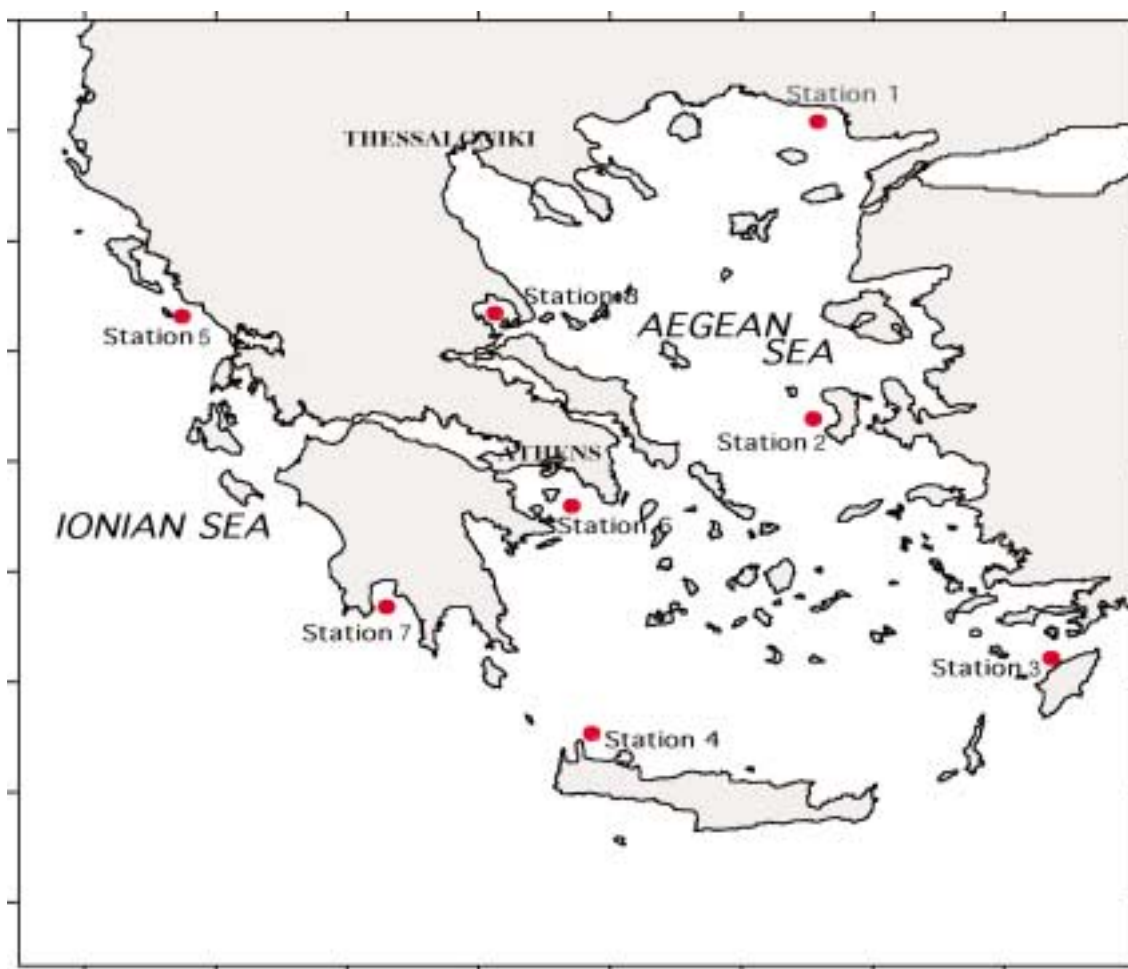 Station 1
THESSALONIKI
Station 8
AEGEAN
SEA
Station 5
Station 2
ATHENS
IONIAN SEA
Station 6
Station 7
Station 3
Station 4